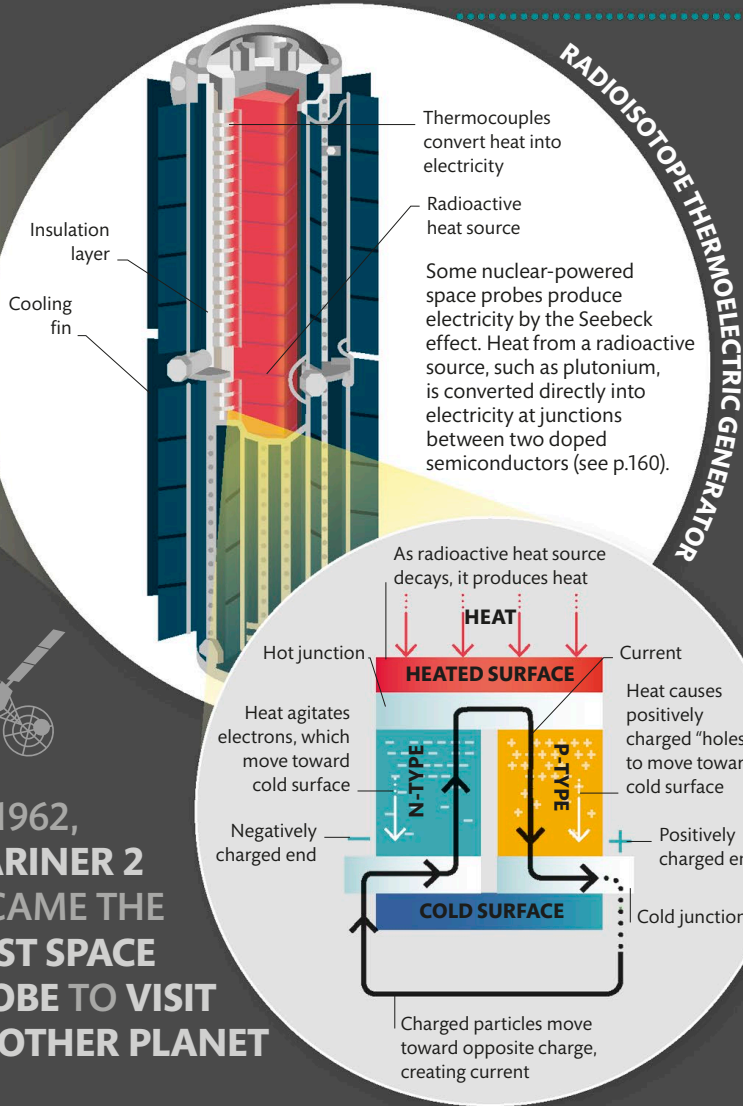 RADIOISOTOPE THERMOELECTRIC GENERATOR
Thermocouples
convert heat into
electricity
Radioactive
heat source
Insulation
layer
Cooling
fin
Some nuclear-powered
space probes produce
electricity by the Seebeck
effect. Heat from a radioactive
source, such as plutonium,
is converted directly into
electricity at junctions
between two doped
semiconductors (see p.160).
As radioactive heat source
decays, it produces heat
HEAT
Hot junction
HEATED SURFACE
Current
Heat agitates
electrons, which
move toward
cold surface
N-TYPE
P-TYPE
Heat causes
positively
charged “holes
to move towar
cold surface
Negatively
charged end
−
+
Positively
charged en
COLD SURFACE
Cold junction
Charged particles move
toward opposite charge,
creating current
1962,
ARINER 2
CAME THE
ST SPACE
OBE TO VISIT
OTHER PLANET